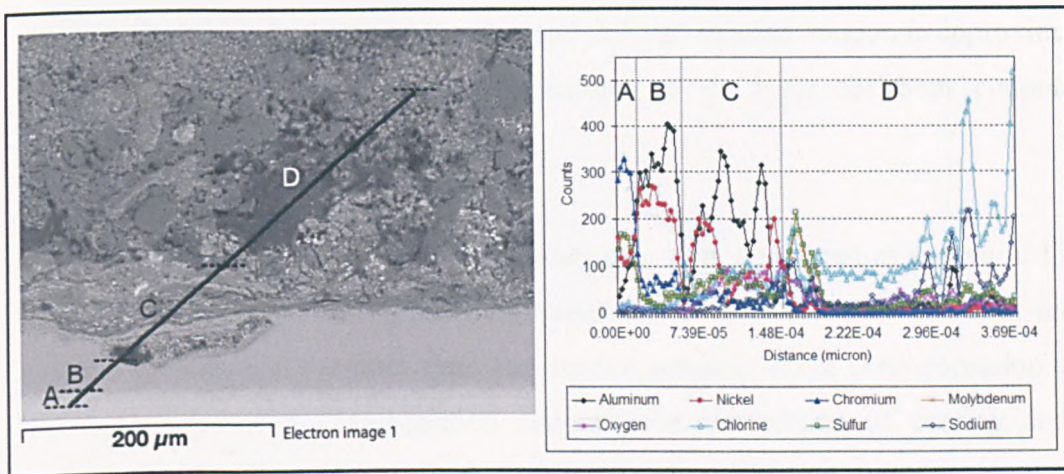 D
C
B
A
200 µm
Electron image 1
A B C D
500
400
300
200
100
0
Counts
0.00E+00 7.39E-05 1.48E-04 2.22E-04 2.96E-04 3.69E-04
Distance (micron)
Aluminum Nickel Chromium Molybdenum
Oxygen Chlorine Sulfur Sodium